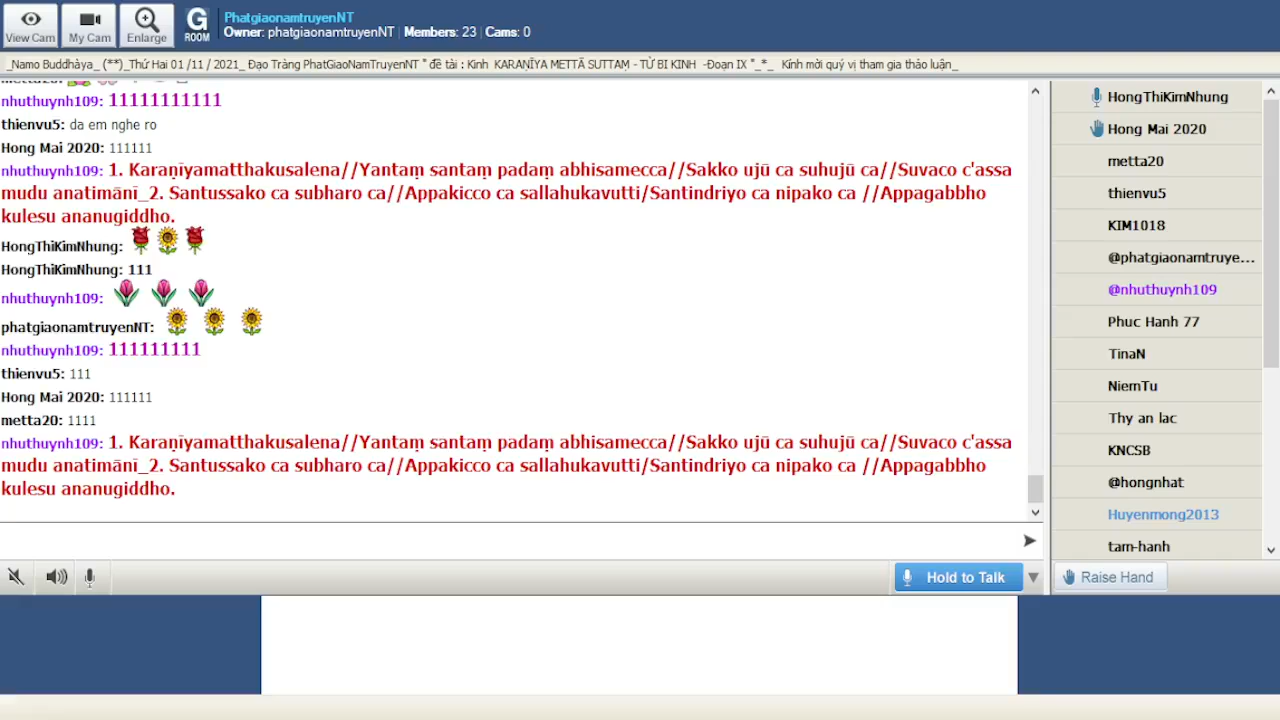 View Cam
My Cam
Enlarge
G
ROOM
PhatgiaonamtruyenNT
Owner: phatgiaonamtruyenNT | Members: 23 | Cams: 0
_Namo Buddhàya_ (**)_Thứ Hai 01 /11 / 2021_ Đạo Tràng PhatGiaoNamTruyenNT " đề tài : Kinh KARAṆĪYA METTĀ SUTTAṂ - TỪ BI KINH -Đoạn IX "_*_ Kính mời quý vị tham gia thảo luận_
nhuthuynh109: 11111111111
thienvu5: da em nghe ro
Hong Mai 2020: 111111
nhuthuynh109: 1. Karaṇīyamatthakusalena//Yantaṃ santaṃ padaṃ abhisamecca//Sakko ujū ca suhujū ca//Suvaco c'assa
mudu anatimānī_2. Santussako ca subharo ca//Appakicco ca sallahukavutti/Santindriyo ca nipako ca //Appagabbho
kulesu ananugiddho.
HongThiKimNhung:
HongThiKimNhung: 111
nhuthuynh109:
phatgiaonamtruyenNT:
nhuthuynh109: 111111111
thienvu5: 111
Hong Mai 2020: 111111
metta20: 1111
nhuthuynh109: 1. Karaṇīyamatthakusalena//Yantaṃ santaṃ padaṃ abhisamecca//Sakko ujū ca suhujū ca//Suvaco c'assa
mudu anatimānī_2. Santussako ca subharo ca//Appakicco ca sallahukavutti/Santindriyo ca nipako ca //Appagabbho
kulesu ananugiddho.
Hold to Talk
HongThiKimNhung
Hong Mai 2020
metta20
thienvu5
KIM1018
@phatgiaonamtruye...
@nhuthuynh109
Phuc Hanh 77
TinaN
NiemTu
Thy an lac
KNCSB
@hongnhat
Huyenmong2013
tam-hanh
Raise Hand